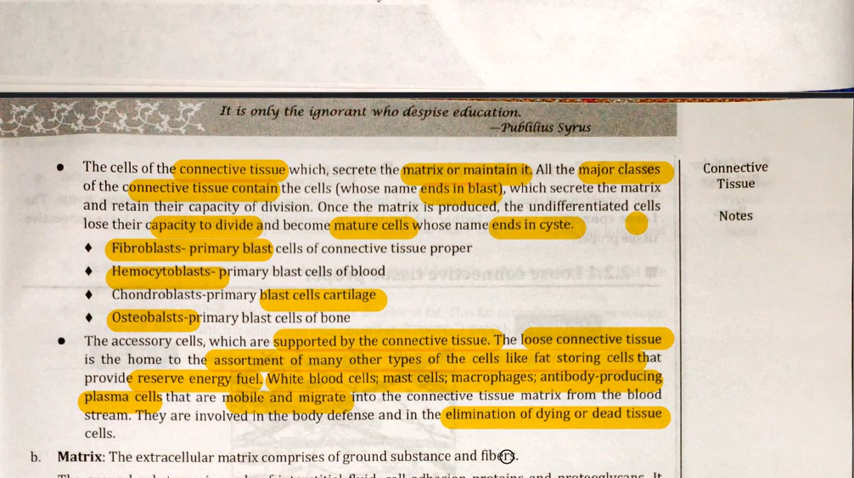 It is only the ignorant who despise education.
—Publilius Syrus
• The cells of the connective tissue which, secrete the matrix or maintain it. All the major classes
of the connective tissue contain the cells (whose name ends in blast), which secrete the matrix
and retain their capacity of division. Once the matrix is produced, the undifferentiated cells
lose their capacity to divide and become mature cells whose name ends in cyste.
♦ Fibroblasts- primary blast cells of connective tissue proper
♦ Hemocytoblasts- primary blast cells of blood
♦ Chondroblasts-primary blast cells cartilage
♦ Osteobalsts-primary blast cells of bone
• The accessory cells, which are supported by the connective tissue. The loose connective tissue
is the home to the assortment of many other types of the cells like fat storing cells that
provide reserve energy fuel. White blood cells; mast cells; macrophages; antibody-producing
plasma cells that are mobile and migrate into the connective tissue matrix from the blood
stream. They are involved in the body defense and in the elimination of dying or dead tissue
cells.
b. Matrix: The extracellular matrix comprises of ground substance and fibers.
Connective
Tissue
Notes